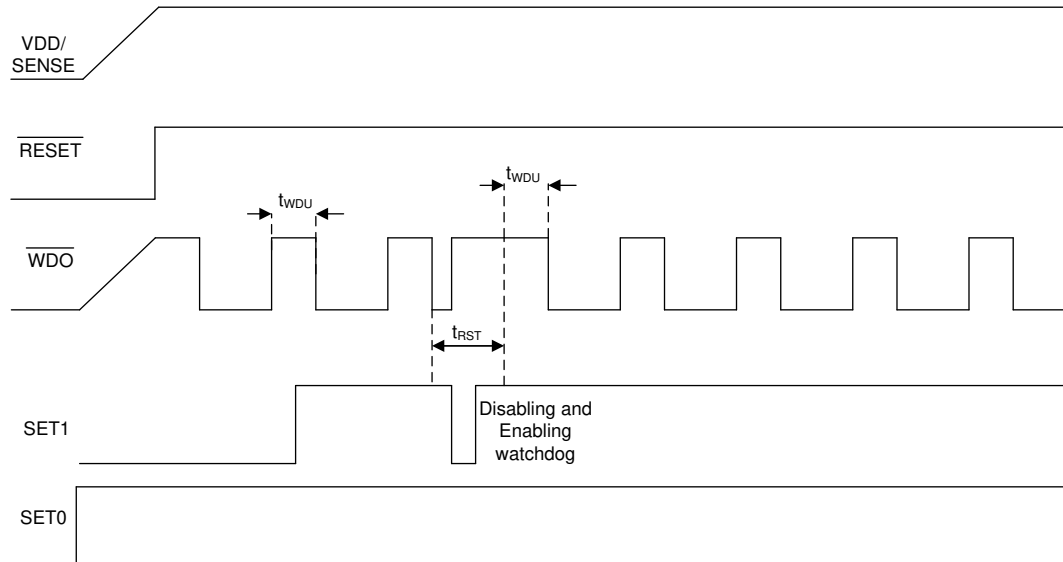 VDD/
SENSE
RESET
tWDU
tWDU
WDO
tRST
SET1
Disabling and
Enabling
watchdog
SET0